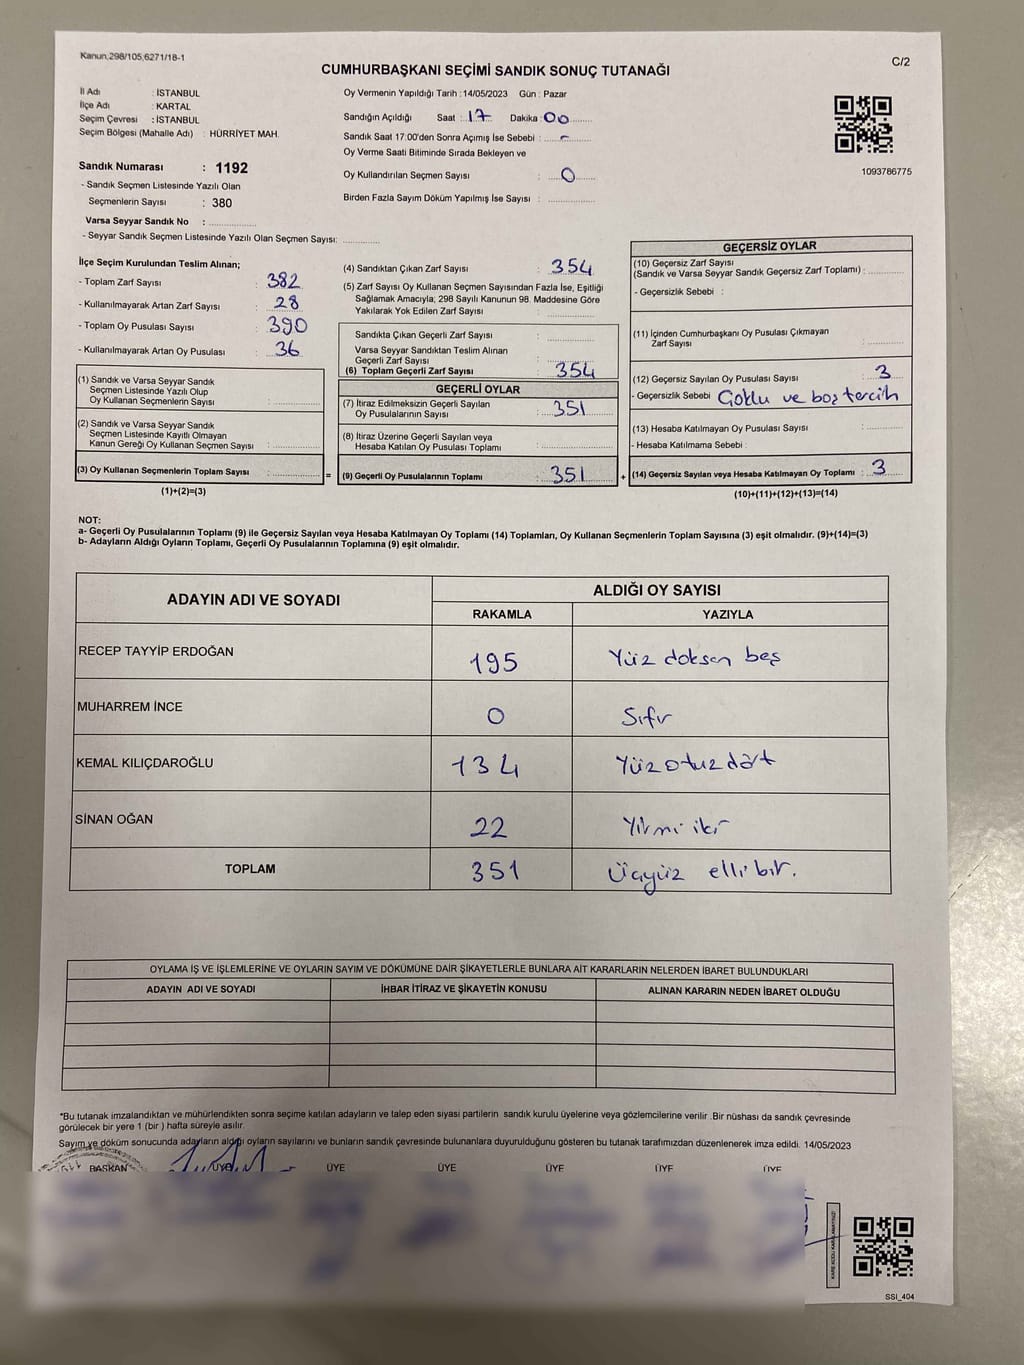 Kanun,298/105,6271/18-1
C/2
CUMHURBAŞKANI SEÇİMİ SANDIK SONUÇ TUTANAĞI
İl Adı : İSTANBUL
İlçe Adı : KARTAL
Seçim Çevresi : İSTANBUL
Seçim Bölgesi (Mahalle Adı) : HÜRRİYET MAH.
Sandık Numarası : 1192
- Sandık Seçmen Listesinde Yazılı Olan
Seçmenlerin Sayısı : 380
Varsa Seyyar Sandık No :
- Seyyar Sandık Seçmen Listesinde Yazılı Olan Seçmen Sayısı:
Oy Vermenin Yapıldığı Tarih : 14/05/2023 Gün : Pazar
Sandığın Açıldığı Saat : 17 Dakika : 00
Sandık Saat 17:00'den Sonra Açımış İse Sebebi : -
Oy Verme Saati Bitiminde Sırada Bekleyen ve
Oy Kullandırılan Seçmen Sayısı : 0
Birden Fazla Sayım Döküm Yapılmış İse Sayısı :
1093786775
İlçe Seçim Kurulundan Teslim Alınan;
- Toplam Zarf Sayısı : 382
- Kullanılmayarak Artan Zarf Sayısı : 28
- Toplam Oy Pusulası Sayısı : 390
- Kullanılmayarak Artan Oy Pusulası : 36
(1) Sandık ve Varsa Seyyar Sandık
Seçmen Listesinde Yazılı Olup
Oy Kullanan Seçmenlerin Sayısı :
(2) Sandık ve Varsa Seyyar Sandık
Seçmen Listesinde Kayıtlı Olmayan
Kanun Gereği Oy Kullanan Seçmen Sayısı :
(3) Oy Kullanan Seçmenlerin Toplam Sayısı : =
(1)+(2)=(3)
(4) Sandıktan Çıkan Zarf Sayısı : 354
(5) Zarf Sayısı Oy Kullanan Seçmen Sayısından Fazla İse, Eşitliği
Sağlamak Amacıyla; 298 Sayılı Kanunun 98. Maddesine Göre
Yakılarak Yok Edilen Zarf Sayısı :
Sandıkta Çıkan Geçerli Zarf Sayısı :
Varsa Seyyar Sandıktan Teslim Alınan
Geçerli Zarf Sayısı :
(6) Toplam Geçerli Zarf Sayısı : 354
GEÇERLİ OYLAR
(7) İtiraz Edilmeksizin Geçerli Sayılan
Oy Pusulalarının Sayısı : 351
(8) İtiraz Üzerine Geçerli Sayılan veya
Hesaba Katılan Oy Pusulaları Toplamı :
(9) Geçerli Oy Pusulalarının Toplamı : 351 +
GEÇERSİZ OYLAR
(10) Geçersiz Zarf Sayısı
(Sandık ve Varsa Seyyar Sandık Geçersiz Zarf Toplamı) :
- Geçersizlik Sebebi :
(11) İçinden Cumhurbaşkanı Oy Pusulası Çıkmayan
Zarf Sayısı :
(12) Geçersiz Sayılan Oy Pusulası Sayısı : 3
- Geçersizlik Sebebi Çoklu ve boş tercih
(13) Hesaba Katılmayan Oy Pusulası Sayısı :
- Hesaba Katılmama Sebebi :
(14) Geçersiz Sayılan veya Hesaba Katılmayan Oy Toplamı : 3
(10)+(11)+(12)+(13)=(14)
NOT:
a- Geçerli Oy Pusulalarının Toplamı (9) ile Geçersiz Sayılan veya Hesaba Katılmayan Oy Toplamı (14) Toplamları, Oy Kullanan Seçmenlerin Toplam Sayısına (3) eşit olmalıdır. (9)+(14)=(3)
b- Adayların Aldığı Oyların Toplamı, Geçerli Oy Pusulalarının Toplamına (9) eşit olmalıdır.
ADAYIN ADI VE SOYADI ALDIĞI OY SAYISI
RAKAMLA YAZIYLA
RECEP TAYYİP ERDOĞAN 195 Yüz doksan beş
MUHARREM İNCE 0 Sıfır
KEMAL KILIÇDAROĞLU 134 Yüz otuz dört
SİNAN OĞAN 22 Yirmi iki
TOPLAM 351 Üçyüz elli bir.
OYLAMA İŞ VE İŞLEMLERİNE VE OYLARIN SAYIM VE DÖKÜMÜNE DAİR ŞİKAYETLERLE BUNLARA AİT KARARLARIN NELERDEN İBARET BULUNDUKLARI
ADAYIN ADI VE SOYADI İHBAR İTİRAZ VE ŞİKAYETİN KONUSU ALINAN KARARIN NEDEN İBARET OLDUĞU
*Bu tutanak imzalandıktan ve mühürlendikten sonra seçime katılan adayların ve talep eden siyasi partilerin sandık kurulu üyelerine veya gözlemcilerine verilir .Bir nüshası da sandık çevresinde
görülecek bir yere 1 (bir ) hafta süreyle asılır.
Sayım ve döküm sonucunda adayların aldığı oyların sayılarını ve bunların sandık çevresinde bulunanlara duyurulduğunu gösteren bu tutanak tarafımızdan düzenlenerek imza edildi. 14/05/2023
BAŞKAN ÜYE ÜYE ÜYE ÜYE ÜYE ÜYE
KARE KODU KARALAMAYINIZ!
SSI_404